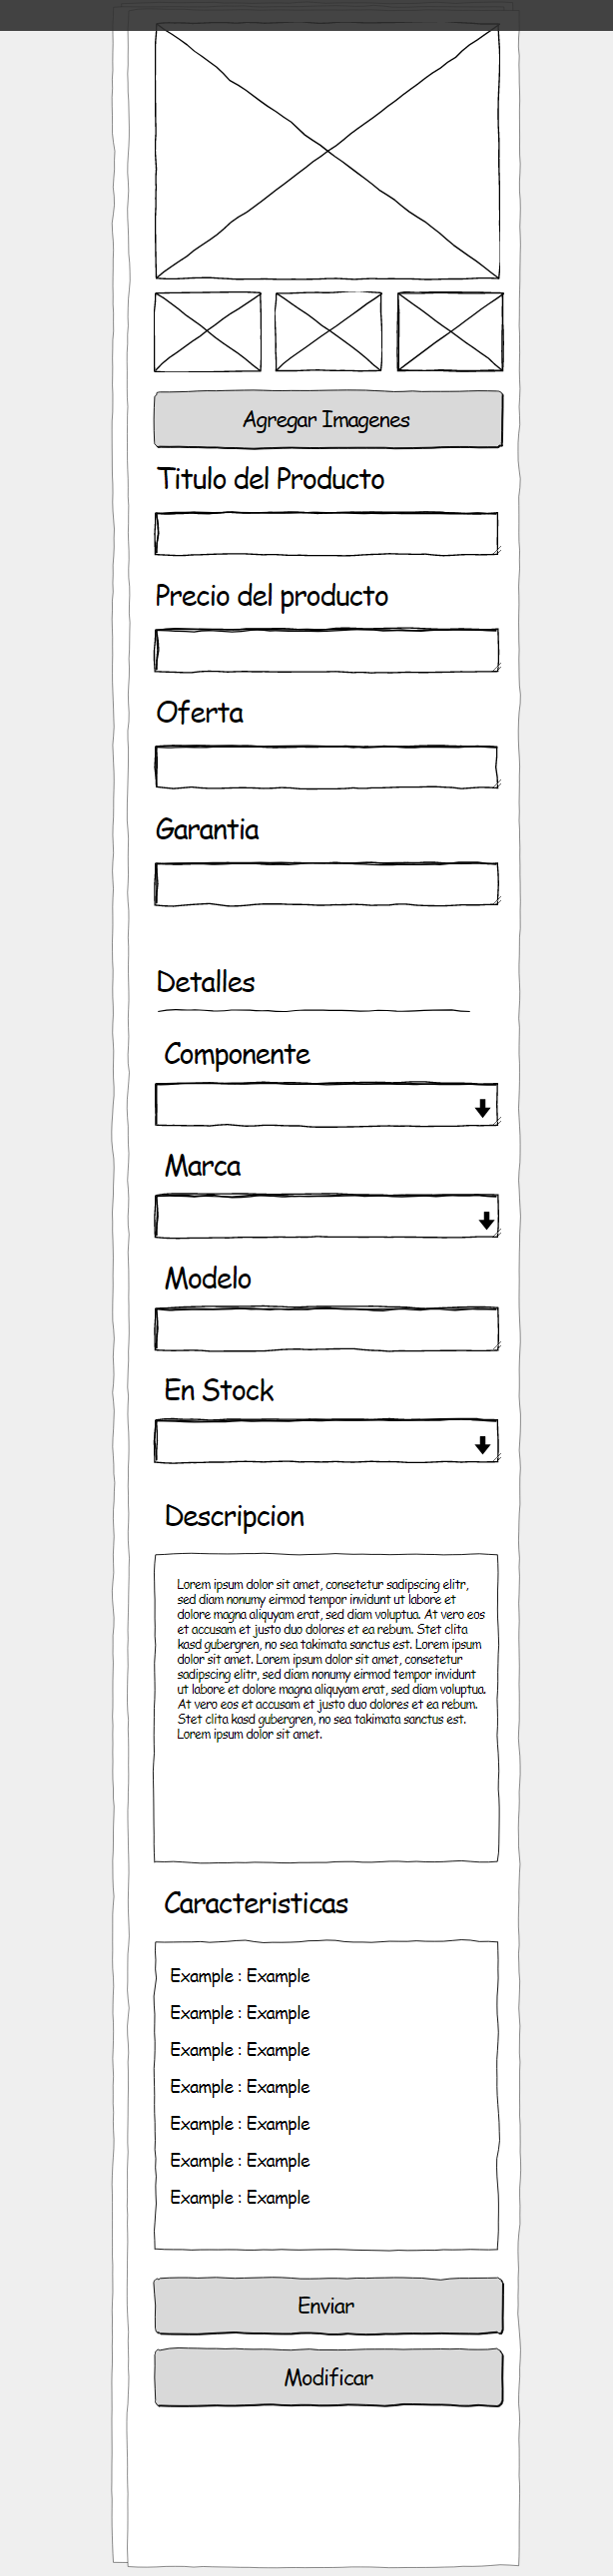 Agregar Imagenes
Titulo del Producto
Precio del producto
Oferta
Garantia
Detalles
Componente
Marca
Modelo
En Stock
Descripcion
Lorem ipsum dolor sit amet, consetetur sadipscing elitr,
sed diam nonumy eirmod tempor invidunt ut labore et
dolore magna aliquyam erat, sed diam voluptua. At vero eos
et accusam et justo duo dolores et ea rebum. Stet clita
kasd gubergren, no sea takimata sanctus est. Lorem ipsum
dolor sit amet. Lorem ipsum dolor sit amet, consetetur
sadipscing elitr, sed diam nonumy eirmod tempor invidunt
ut labore et dolore magna aliquyam erat, sed diam voluptua.
At vero eos et accusam et justo duo dolores et ea rebum.
Stet clita kasd gubergren, no sea takimata sanctus est.
Lorem ipsum dolor sit amet.
Caracteristicas
Example : Example
Example : Example
Example : Example
Example : Example
Example : Example
Example : Example
Example : Example
Enviar
Modificar